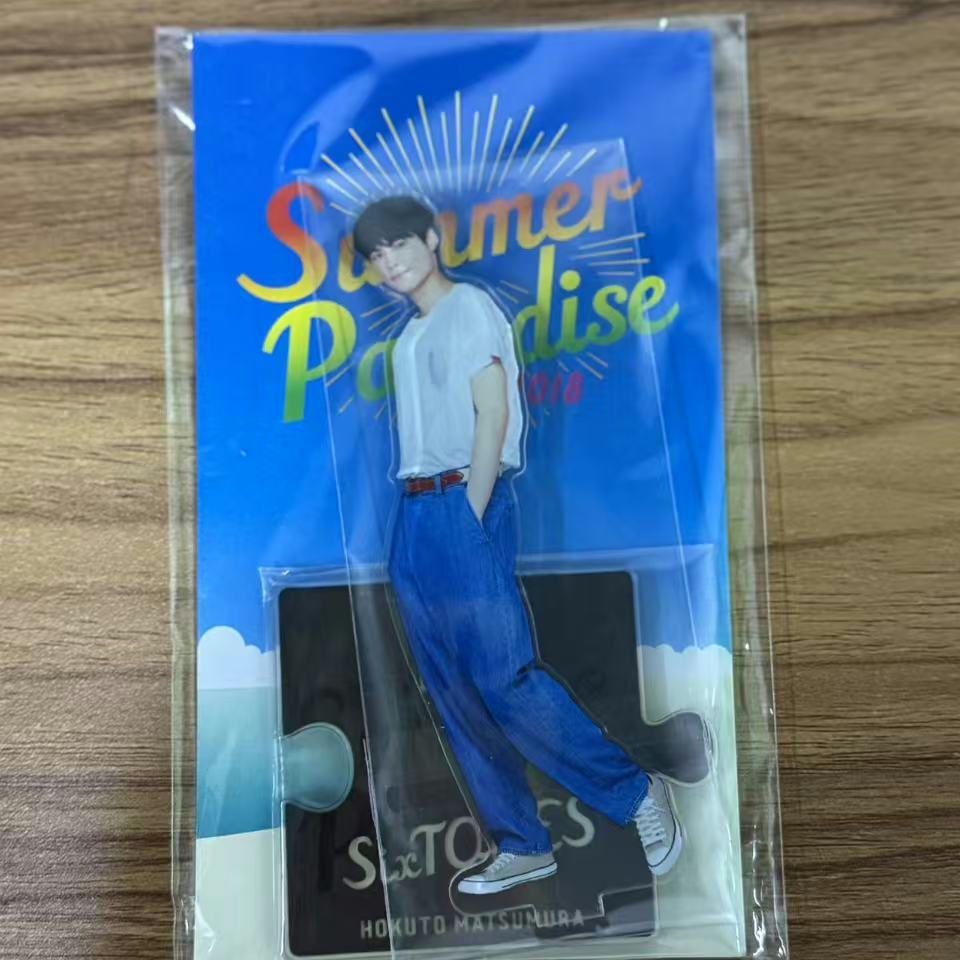 Summer
Paradise
2018
SixTONES
HOKUTO MATSUMURA